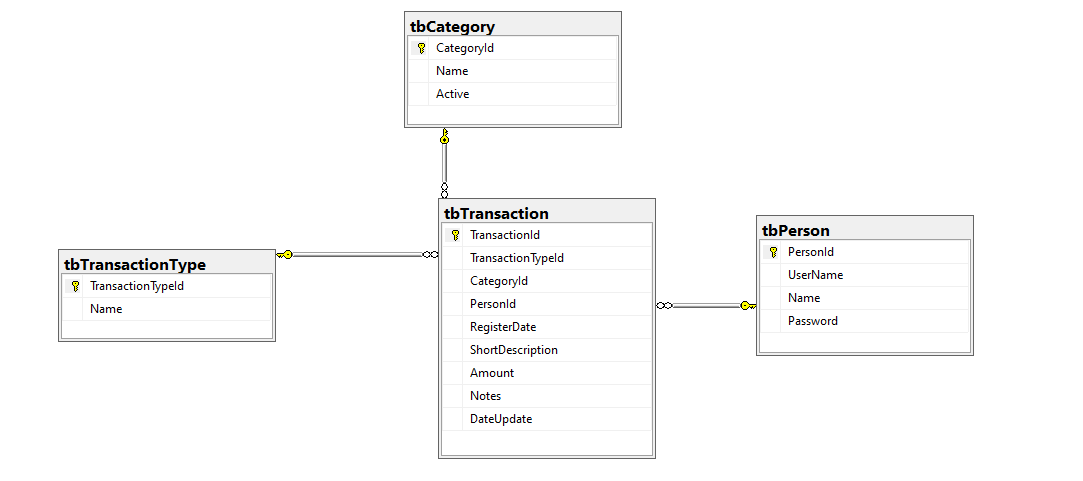 tbCategory
CategoryId
Name
Active
tbTransactionType
TransactionTypeId
Name
tbTransaction
TransactionId
TransactionTypeId
CategoryId
PersonId
RegisterDate
ShortDescription
Amount
Notes
DateUpdate
tbPerson
PersonId
UserName
Name
Password